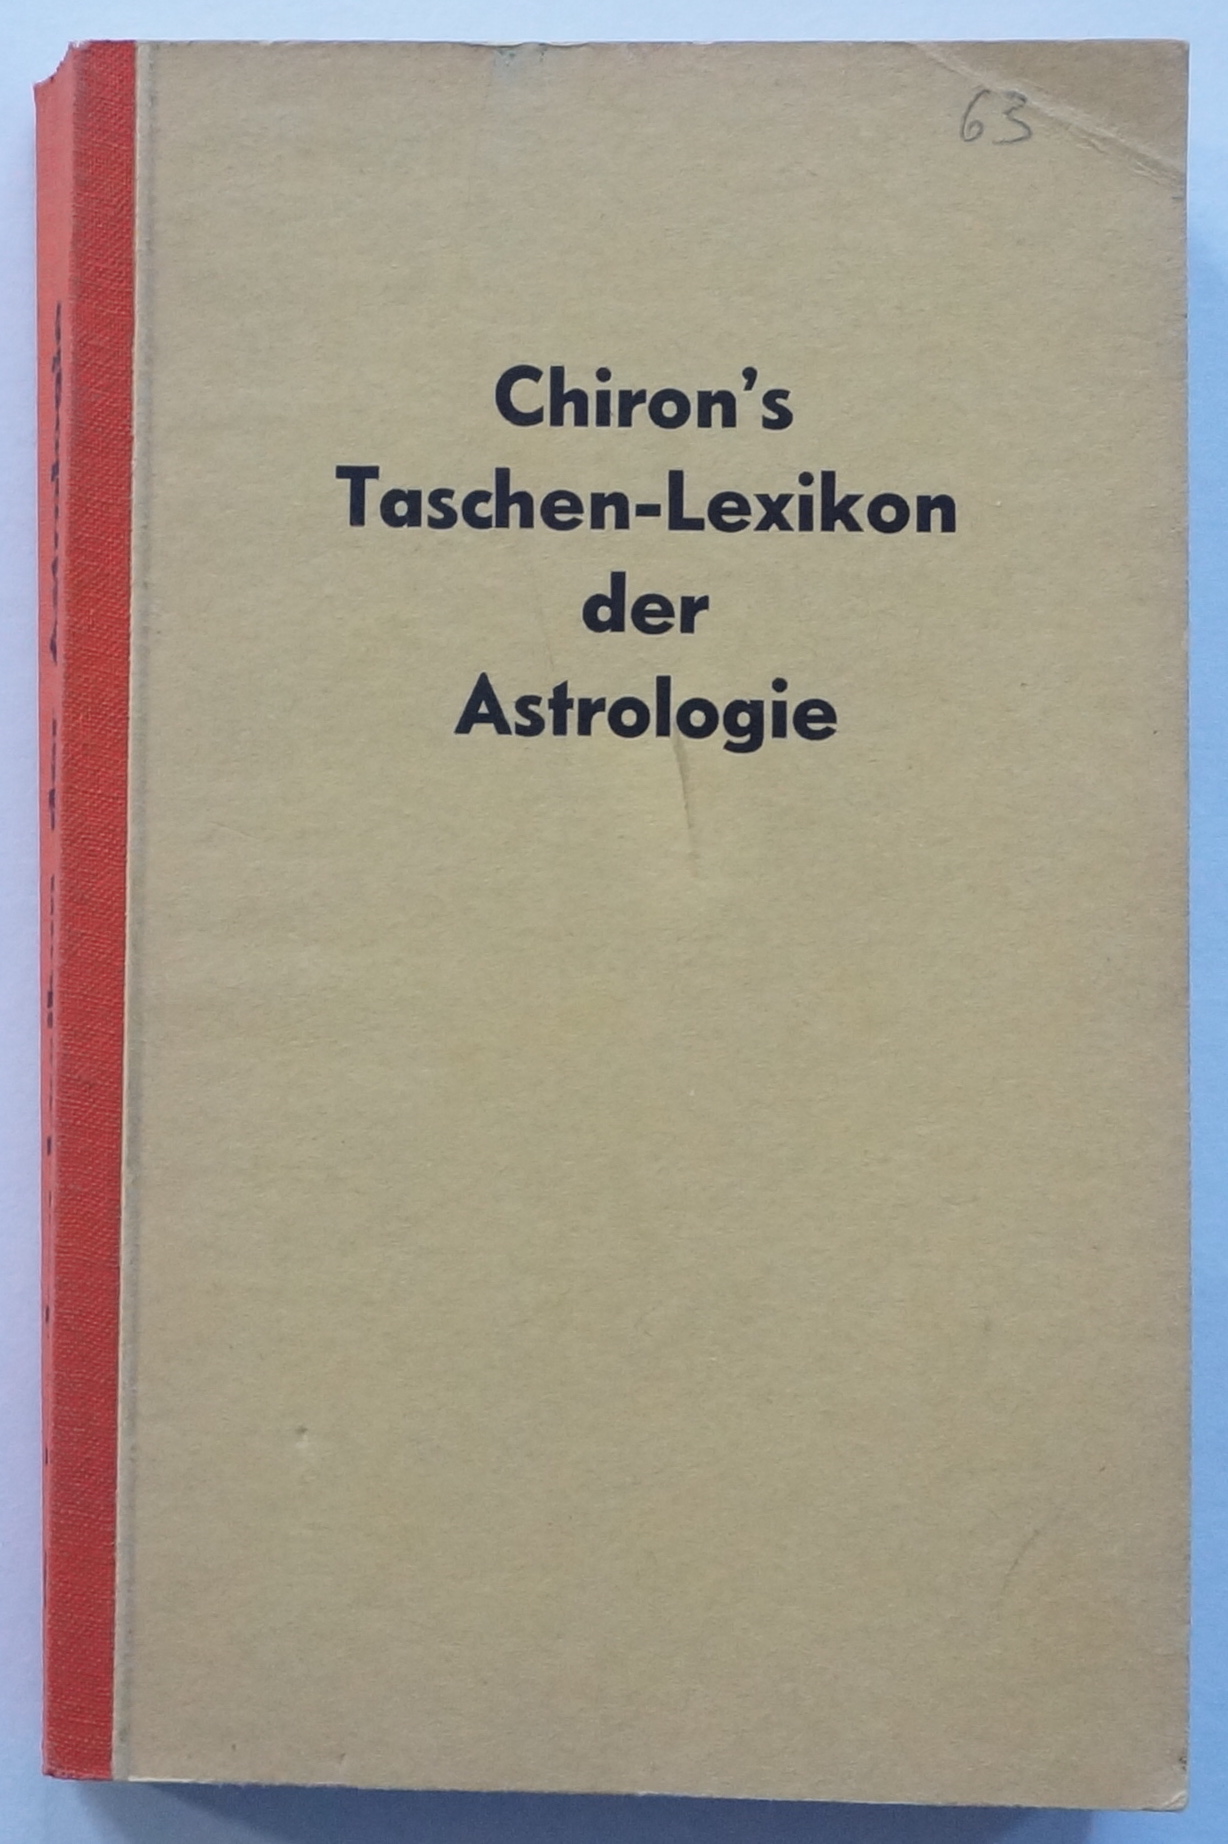 63
Chiron's
Taschen-Lexikon
der
Astrologie